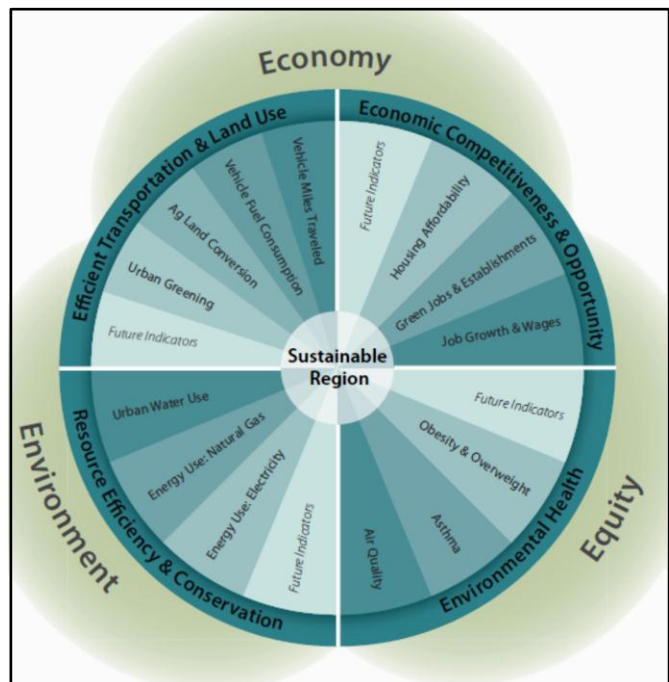 Economy
Efficient Transportation & Land Use
Vehicle Miles Traveled
Vehicle Fuel Consumption
Ag Land Conversion
Urban Greening
Future Indicators
Economic Competitiveness & Opportunity
Future Indicators
Housing Affordability
Green Jobs & Establishments
Job Growth & Wages
Sustainable
Region
Environment
Resource Efficiency & Conservation
Urban Water Use
Energy Use: Natural Gas
Energy Use: Electricity
Future Indicators
Equity
Environmental Health
Future Indicators
Obesity & Overweight
Asthma
Air Quality